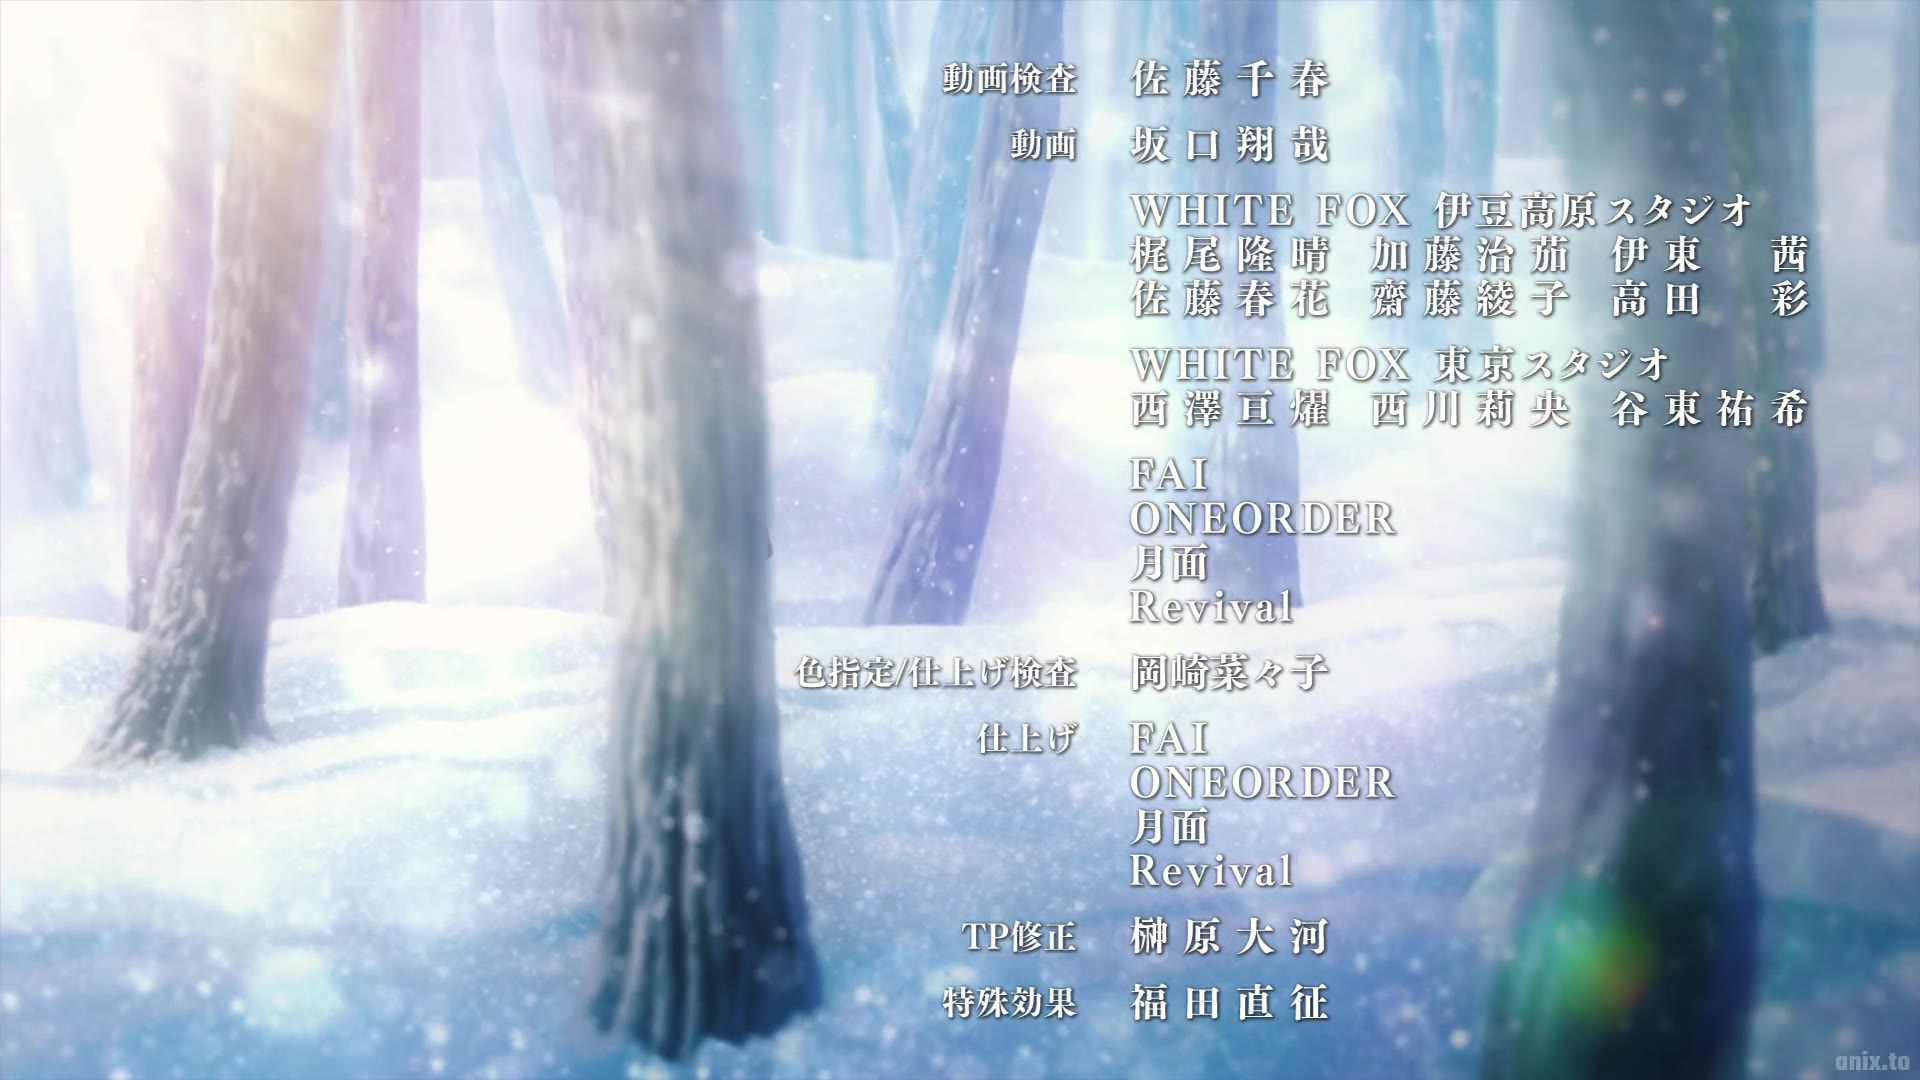 動画検査 佐藤千春
動画 坂口翔哉
WHITE FOX 伊豆高原スタジオ
梶尾隆晴 加藤治茄 伊東 茜
佐藤春花 齋藤綾子 高田 彩
WHITE FOX 東京スタジオ
西澤亘燿 西川莉央 谷東祐希
FAI
ONEORDER
月面
Revival
色指定/仕上げ検査 岡崎菜々子
仕上げ FAI
ONEORDER
月面
Revival
TP修正 榊原大河
特殊効果 福田直征
anix.to